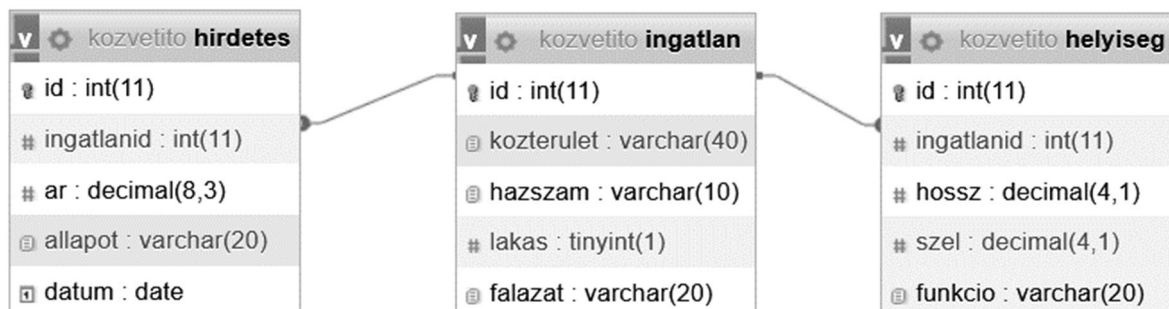 kozvetito hirdetes
id : int(11)
ingatlanid : int(11)
ar : decimal(8,3)
allapot : varchar(20)
datum : date
kozvetito ingatlan
id : int(11)
kozterulet : varchar(40)
hazszam : varchar(10)
lakas : tinyint(1)
falazat : varchar(20)
kozvetito helyiseg
id : int(11)
ingatlanid : int(11)
hossz : decimal(4,1)
szel : decimal(4,1)
funkcio : varchar(20)